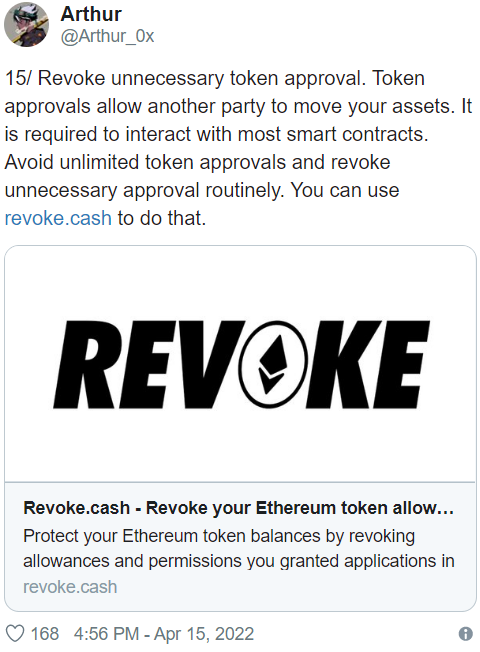 Arthur
@Arthur_0x
15/ Revoke unnecessary token approval. Token
approvals allow another party to move your assets. It
is required to interact with most smart contracts.
Avoid unlimited token approvals and revoke
unnecessary approval routinely. You can use
revoke.cash to do that.
REVOKE
Revoke.cash - Revoke your Ethereum token allow...
Protect your Ethereum token balances by revoking
allowances and permissions you granted applications in
revoke.cash
168 4:56 PM - Apr 15, 2022